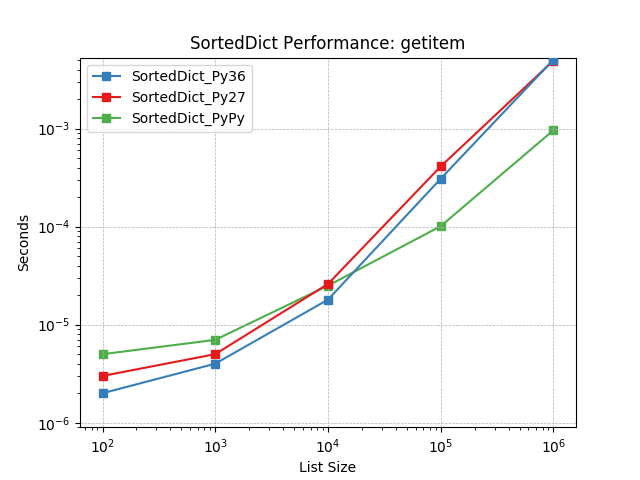 SortedDict Performance: getitem
SortedDict_Py36
SortedDict_Py27
SortedDict_PyPy
10⁻³
10⁻⁴
10⁻⁵
10⁻⁶
Seconds
10² 10³ 10⁴ 10⁵ 10⁶
List Size